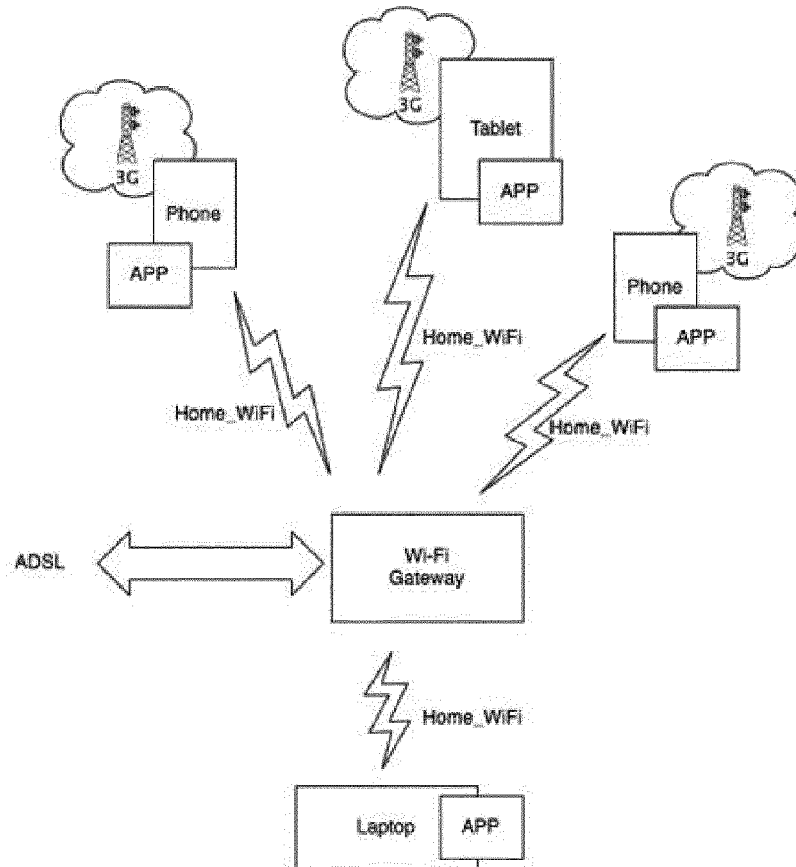 3G
Tablet
APP
3G
Phone
APP
3G
Phone
APP
Home_WiFi
Home_WiFi
Home_WiFi
ADSL
Wi-Fi
Gateway
Home_WiFi
Laptop
APP